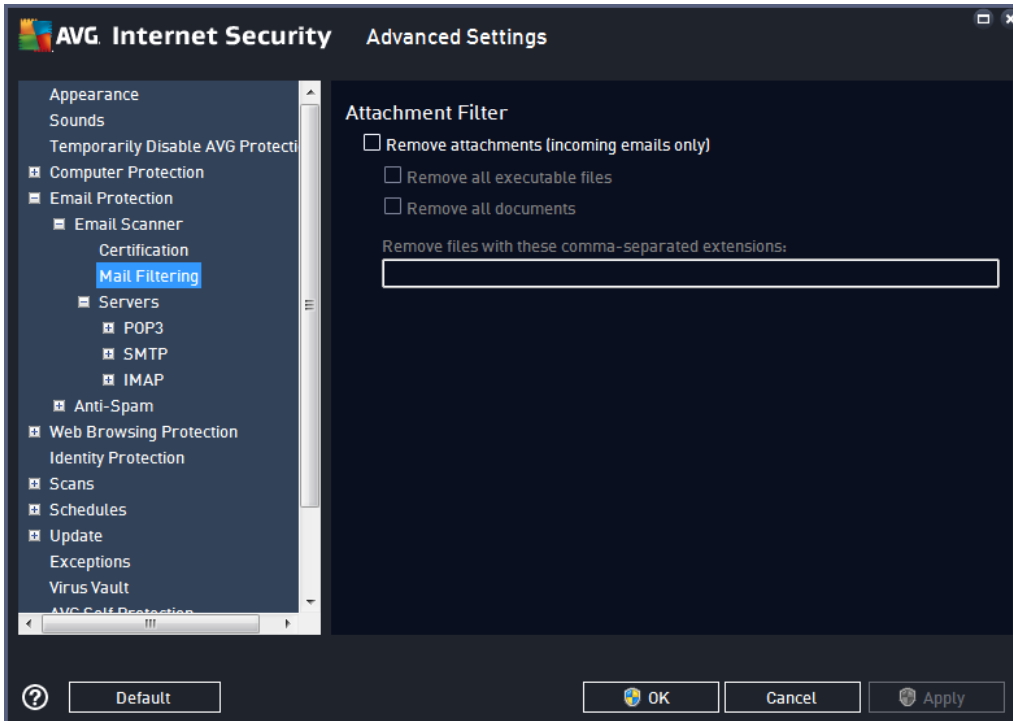 AVG Internet Security Advanced Settings
Appearance
Sounds
Temporarily Disable AVG Protecti
Computer Protection
Email Protection
Email Scanner
Certification
Mail Filtering
Servers
POP3
SMTP
IMAP
Anti-Spam
Web Browsing Protection
Identity Protection
Scans
Schedules
Update
Exceptions
Virus Vault
AVG Self Protection
Attachment Filter
Remove attachments (incoming emails only)
Remove all executable files
Remove all documents
Remove files with these comma-separated extensions:
? Default OK Cancel Apply